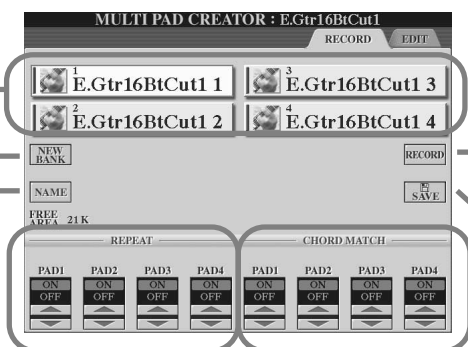 MULTI PAD CREATOR : E.Gtr16BtCut1
RECORD EDIT
1 E.Gtr16BtCut1 1
3 E.Gtr16BtCut1 3
2 E.Gtr16BtCut1 2
4 E.Gtr16BtCut1 4
NEW
BANK
RECORD
NAME
SAVE
FREE
AREA 21K
REPEAT CHORD MATCH
PAD1 PAD2 PAD3 PAD4 PAD1 PAD2 PAD3 PAD4
ON ON ON ON ON ON ON ON
OFF OFF OFF OFF OFF OFF OFF OFF